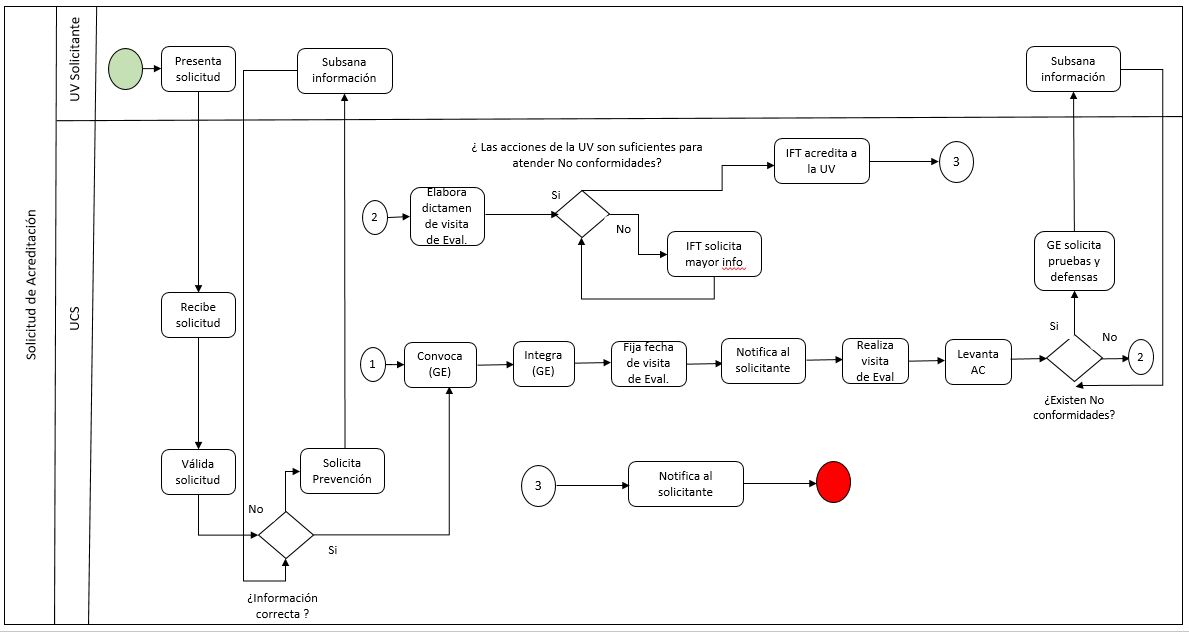 Solicitud de Acreditación
UV Solicitante
UCS
Presenta
solicitud
Subsana
información
Subsana
información
¿ Las acciones de la UV son suficientes para
atender No conformidades?
IFT acredita a
la UV
3
2
Elabora
dictamen
de visita
de Eval.
Si
No
IFT solicita
mayor info
GE solicita
pruebas y
defensas
Recibe
solicitud
1
Convoca
(GE)
Integra
(GE)
Fija fecha
de visita
de Eval.
Notifica al
solicitante
Realiza
visita
de Eval
Levanta
AC
Si
No
2
¿Existen No
conformidades?
Válida
solicitud
Solicita
Prevención
3
Notifica al
solicitante
No
Si
¿Información
correcta ?